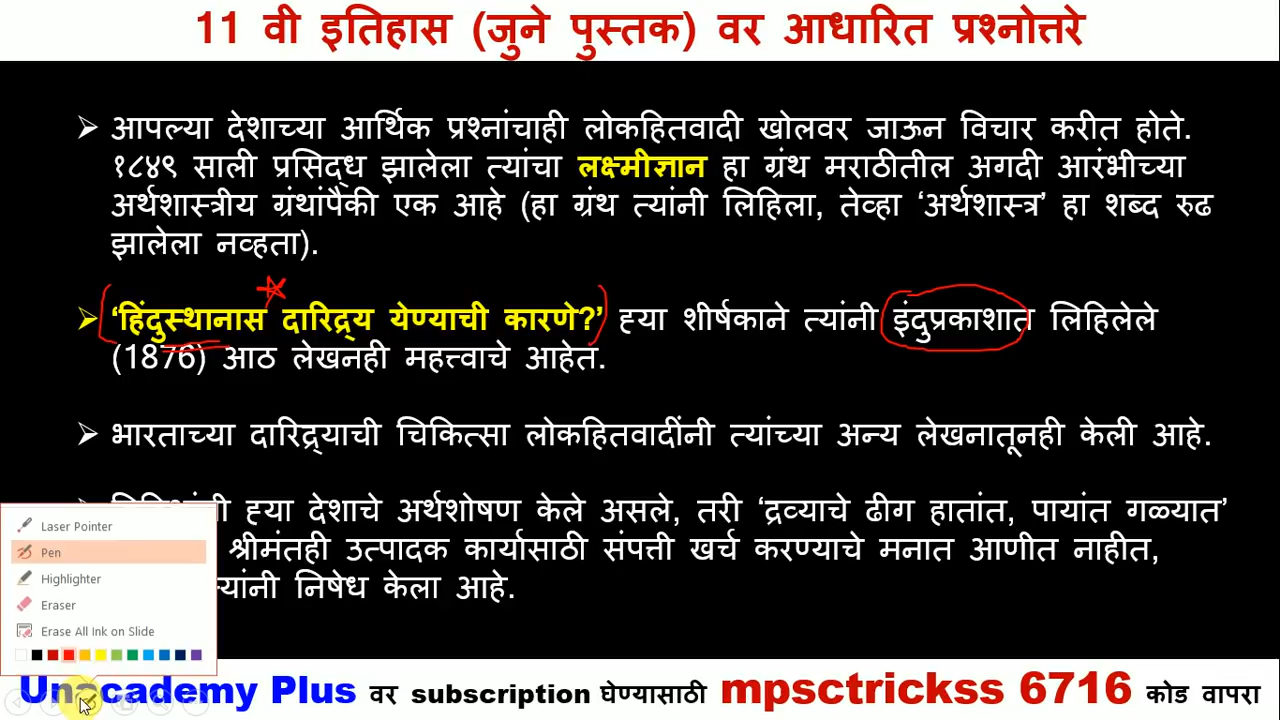 11 वी इतिहास (जुने पुस्तक) वर आधारित प्रश्नोत्तरे
आपल्या देशाच्या आर्थिक प्रश्नांचाही लोकहितवादी खोलवर जाऊन विचार करीत होते.
१८४९ साली प्रसिद्ध झालेला त्यांचा लक्ष्मीज्ञान हा ग्रंथ मराठीतील अगदी आरंभीच्या
अर्थशास्त्रीय ग्रंथांपैकी एक आहे (हा ग्रंथ त्यांनी लिहिला, तेव्हा ‘अर्थशास्त्र’ हा शब्द रुढ
झालेला नव्हता).
‘हिंदुस्थानास दारिद्र्य येण्याची कारणे?’ ह्या शीर्षकाने त्यांनी इंदुप्रकाशात लिहिलेले
(1876) आठ लेखनही महत्त्वाचे आहेत.
भारताच्या दारिद्र्याची चिकित्सा लोकहितवादींनी त्यांच्या अन्य लेखनातूनही केली आहे.
ह्या देशाचे अर्थशोषण केले असले, तरी ‘द्रव्याचे ढीग हातांत, पायांत गळ्यात’
श्रीमंतही उत्पादक कार्यासाठी संपत्ती खर्च करण्याचे मनात आणीत नाहीत,
निषेध केला आहे.
Laser Pointer
Pen
Highlighter
Eraser
Erase All Ink on Slide
Unacademy Plus वर subscription घेण्यासाठी mpsctrickss 6716 कोड वापरा